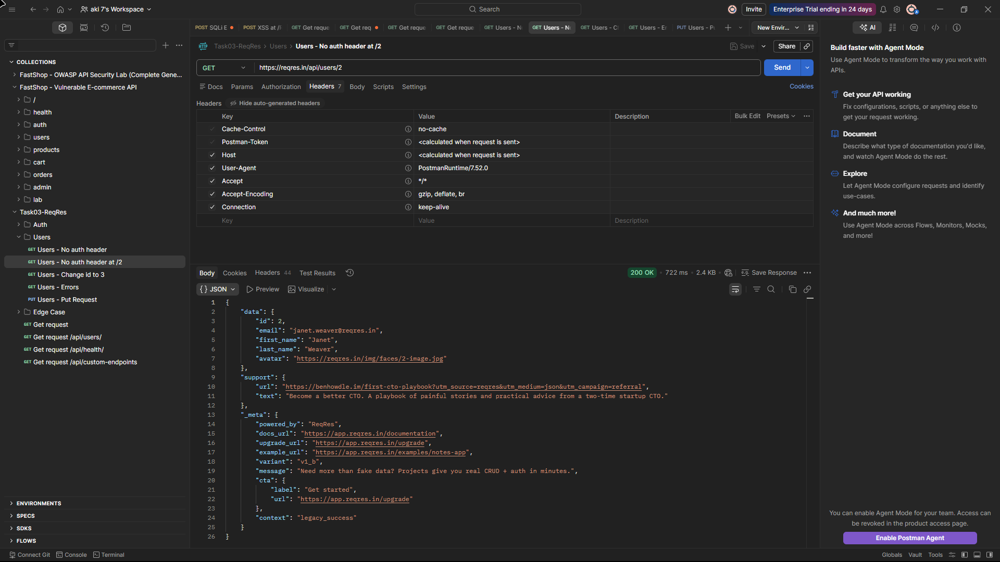 aki 7's Workspace
Search
Invite
Enterprise Trial ending in 24 days
POST SQLi E
POST XSS at /
GET Get reque
GET Get req
GET Get reque
GET Get reque
GET Users - N
GET Users - N
GET Users - C
GET Users - Er
PUT Users - P
New Envir...
AI
COLLECTIONS
FastShop - OWASP API Security Lab (Complete Gene...
FastShop - Vulnerable E-commerce API
/
health
auth
users
products
cart
orders
admin
lab
Task03-ReqRes
Auth
Users
GET Users - No auth header
GET Users - No auth header at /2
GET Users - Change id to 3
GET Users - Errors
PUT Users - Put Request
Edge Case
GET Get request
GET Get request /api/users/
GET Get request /api/health/
GET Get request /api/custom-endpoints
ENVIRONMENTS
SPECS
SDKS
FLOWS
HTTP Task03-ReqRes > Users > Users - No auth header at /2
Save
Share
GET https://reqres.in/api/users/2
Send
Docs Params Authorization Headers 7 Body Scripts Settings
Cookies
Headers Hide auto-generated headers
Key Value Description Bulk Edit Presets
Cache-Control no-cache
Postman-Token <calculated when request is sent>
Host <calculated when request is sent>
User-Agent PostmanRuntime/7.52.0
Accept */*
Accept-Encoding gzip, deflate, br
Connection keep-alive
Key Value Description
Body Cookies Headers 44 Test Results
200 OK • 722 ms • 2.4 KB • e.g. Save Response
{} JSON Preview Visualize
1 {
2 "data": {
3 "id": 2,
4 "email": "janet.weaver@reqres.in",
5 "first_name": "Janet",
6 "last_name": "Weaver",
7 "avatar": "https://reqres.in/img/faces/2-image.jpg"
8 },
9 "support": {
10 "url": "https://benhowdle.im/first-cto-playbook?utm_source=reqres&utm_medium=json&utm_campaign=referral",
11 "text": "Become a better CTO. A playbook of painful stories and practical advice from a two-time startup CTO."
12 },
13 "_meta": {
14 "powered_by": "ReqRes",
15 "docs_url": "https://app.reqres.in/documentation",
16 "upgrade_url": "https://app.reqres.in/upgrade",
17 "example_url": "https://app.reqres.in/examples/notes-app",
18 "variant": "v1_b",
19 "message": "Need more than fake data? Projects give you real CRUD + auth in minutes.",
20 "cta": {
21 "label": "Get started",
22 "url": "https://app.reqres.in/upgrade"
23 },
24 "context": "legacy_success"
25 }
26 }
Build faster with Agent Mode
Use Agent Mode to transform the way you work with
APIs.
Get your API working
Fix configurations, scripts, or anything else to
get your request working.
Document
Describe what type of documentation you'd like,
and watch Agent Mode do the rest.
Explore
Let Agent Mode configure requests and identify
use-cases.
And much more!
Use Agent Mode across Flows, Monitors, Mocks,
and more!
You can enable Agent Mode for your team. Access can
be revoked in the product access page.
Enable Postman Agent
Connect Git Console Terminal
Globals Vault Tools